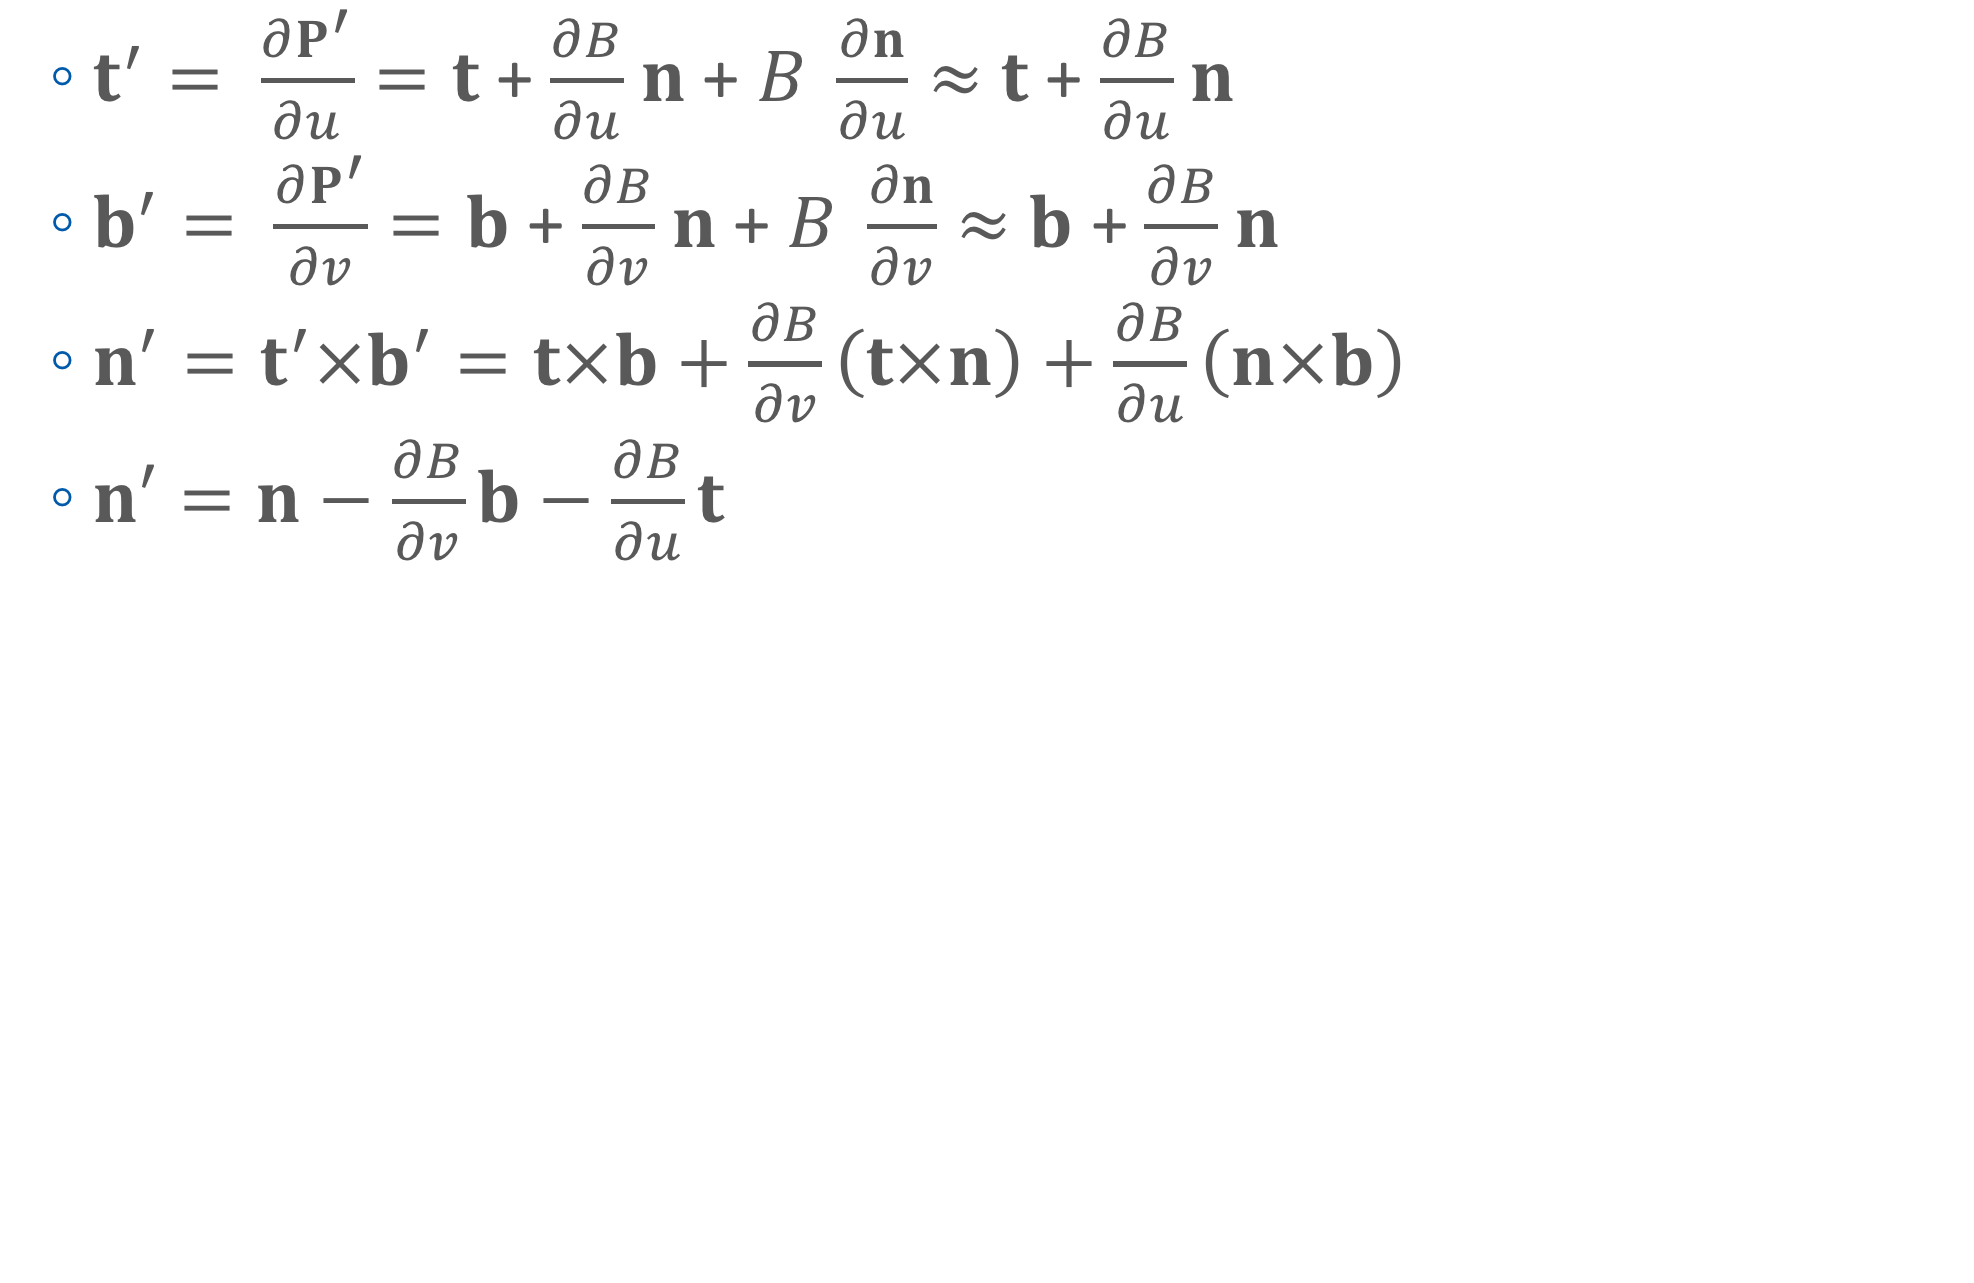 ∘ 𝐭′ = ∂𝐏′/∂u = 𝐭 + ∂B/∂u 𝐧 + B ∂𝐧/∂u ≈ 𝐭 + ∂B/∂u 𝐧
∘ 𝐛′ = ∂𝐏′/∂v = 𝐛 + ∂B/∂v 𝐧 + B ∂𝐧/∂v ≈ 𝐛 + ∂B/∂v 𝐧
∘ 𝐧′ = 𝐭′×𝐛′ = 𝐭×𝐛 + ∂B/∂v (𝐭×𝐧) + ∂B/∂u (𝐧×𝐛)
∘ 𝐧′ = 𝐧 − ∂B/∂v 𝐛 − ∂B/∂u 𝐭